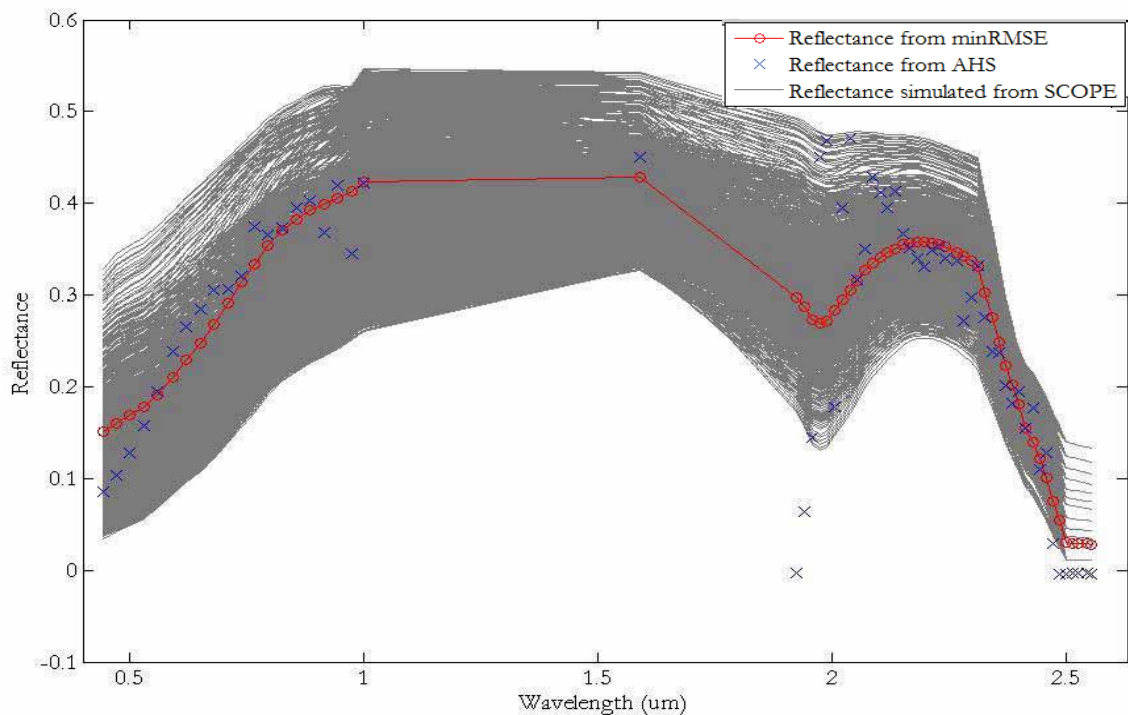 0.6
0.5
0.4
0.3
0.2
0.1
0
-0.1
Reflectance
Reflectance from minRMSE
Reflectance from AHS
Reflectance simulated from SCOPE
0.5
1
1.5
2
2.5
Wavelength (um)